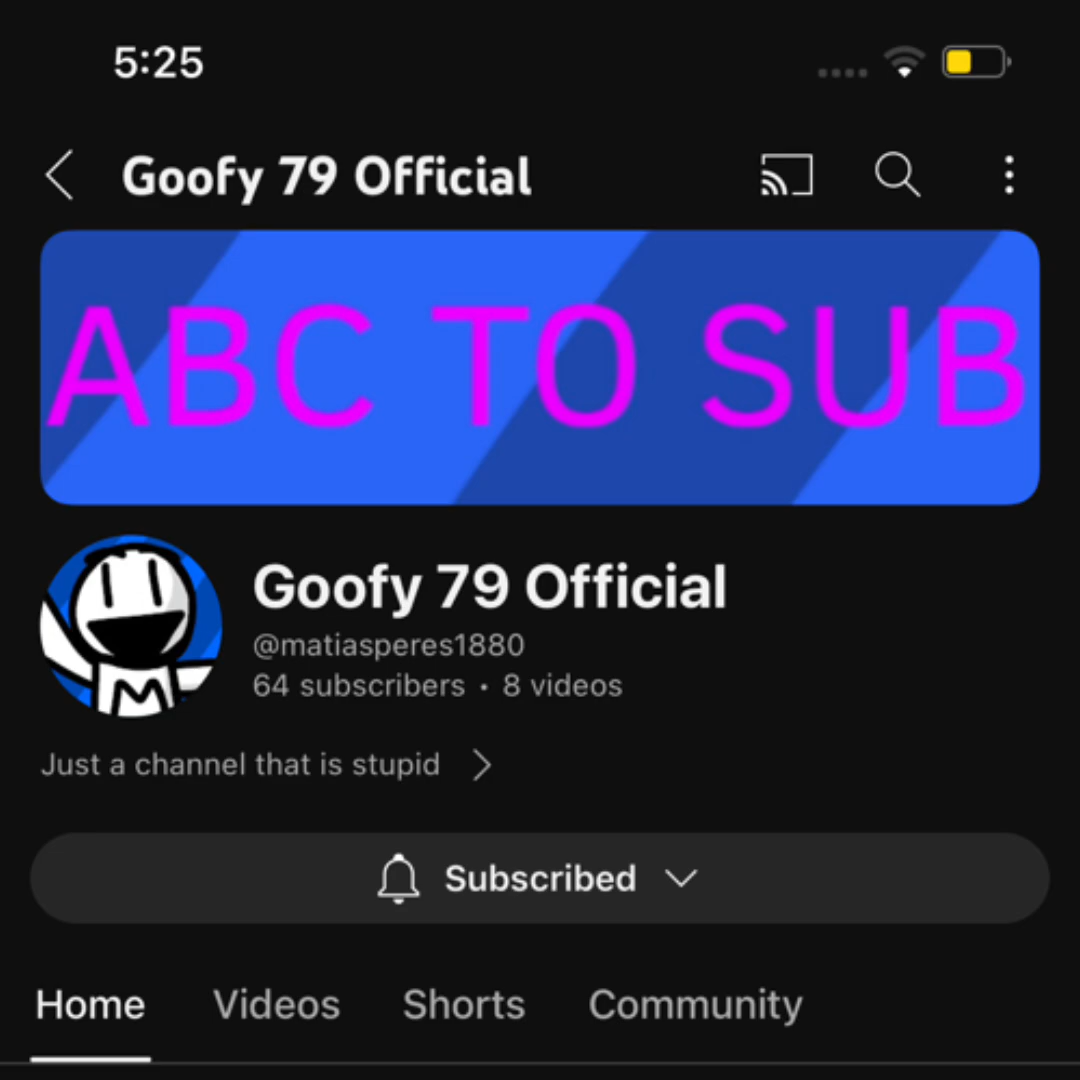 5:25
Goofy 79 Official
ABC TO SUB
M
Goofy 79 Official
@matiasperes1880
64 subscribers • 8 videos
Just a channel that is stupid
Subscribed
Home Videos Shorts Community